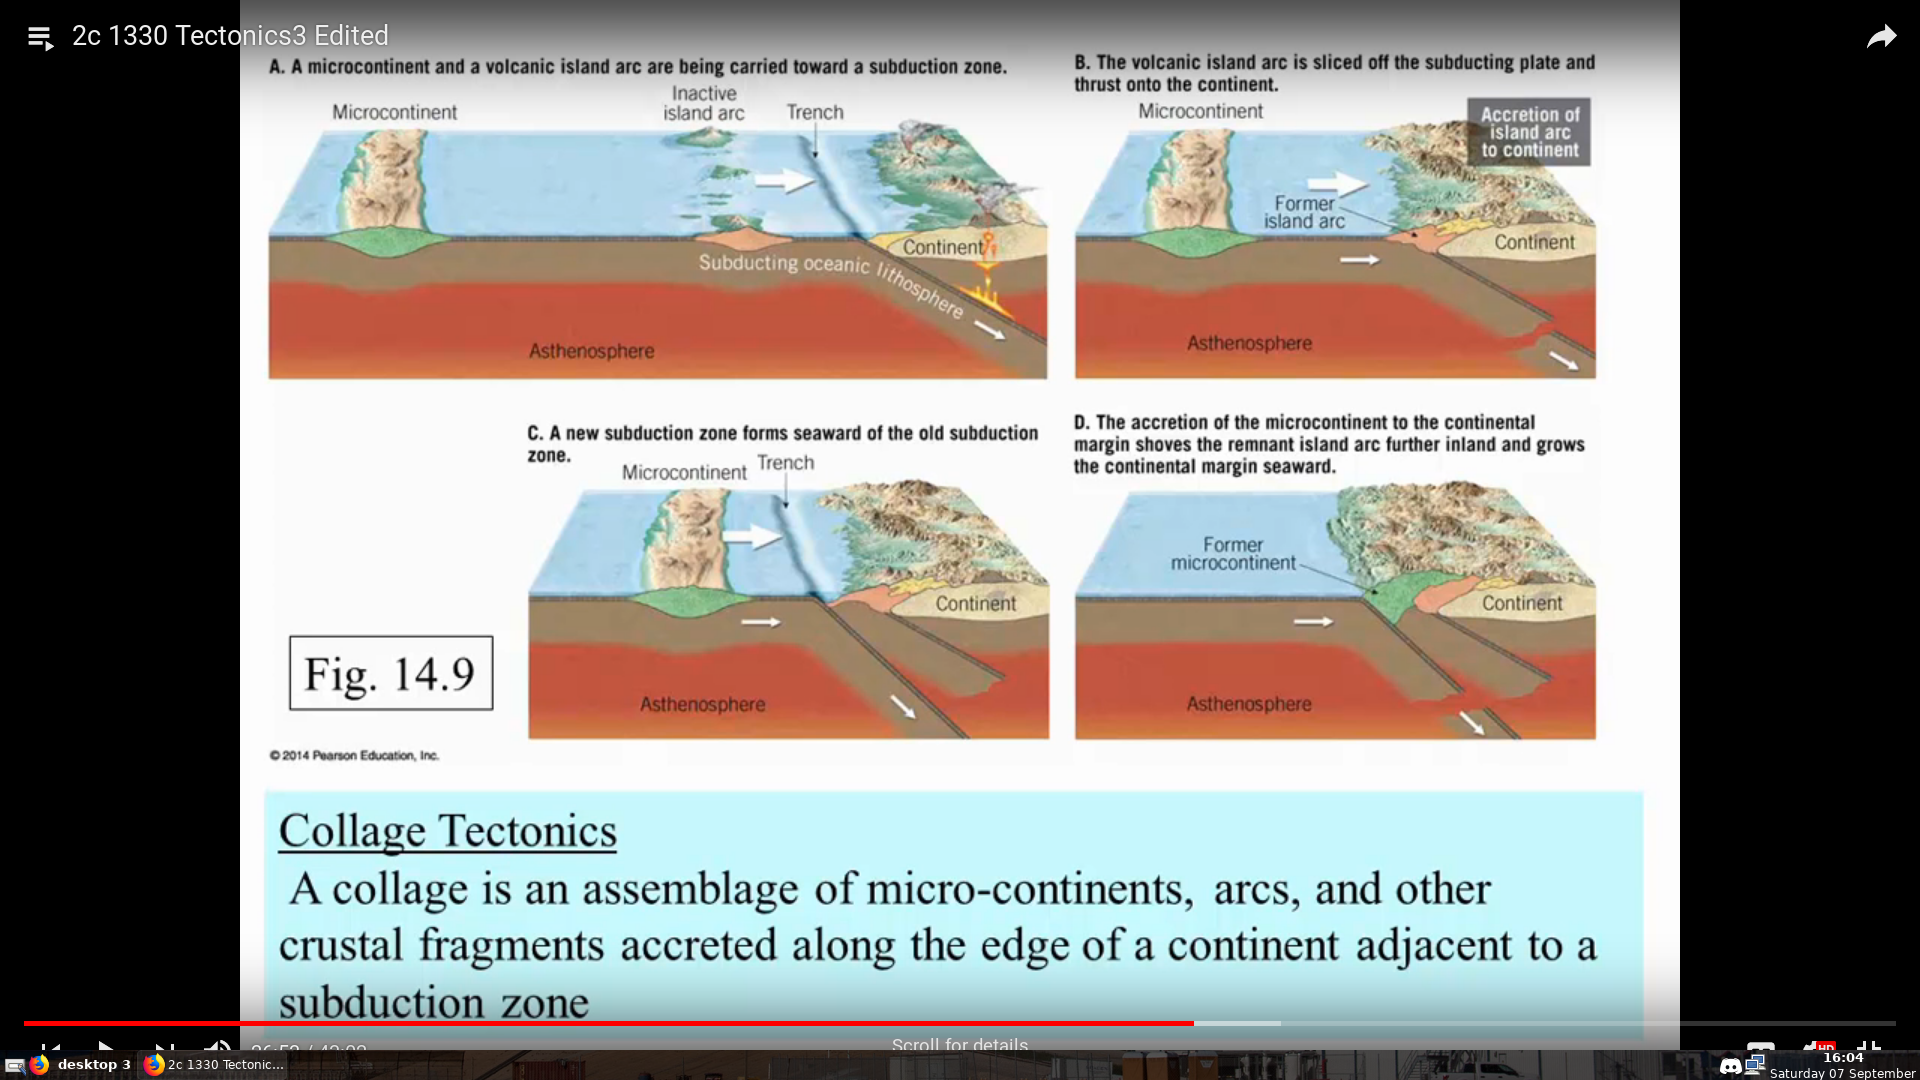 2c 1330 Tectonics3 Edited
A. A microcontinent and a volcanic island arc are being carried toward a subduction zone.
Microcontinent
Inactive
island arc
Trench
Continent
Subducting oceanic lithosphere
Asthenosphere
B. The volcanic island arc is sliced off the subducting plate and
thrust onto the continent.
Microcontinent
Accretion of
island arc
to continent
Former
island arc
Continent
Asthenosphere
C. A new subduction zone forms seaward of the old subduction
zone.
Microcontinent
Trench
Continent
Asthenosphere
D. The accretion of the microcontinent to the continental
margin shoves the remnant island arc further inland and grows
the continental margin seaward.
Former
microcontinent
Continent
Asthenosphere
Fig. 14.9
© 2014 Pearson Education, Inc.
Collage Tectonics
A collage is an assemblage of micro-continents, arcs, and other
crustal fragments accreted along the edge of a continent adjacent to a
subduction zone
Scroll for details
HD
desktop 3
2c 1330 Tectonic...
16:04
Saturday 07 September